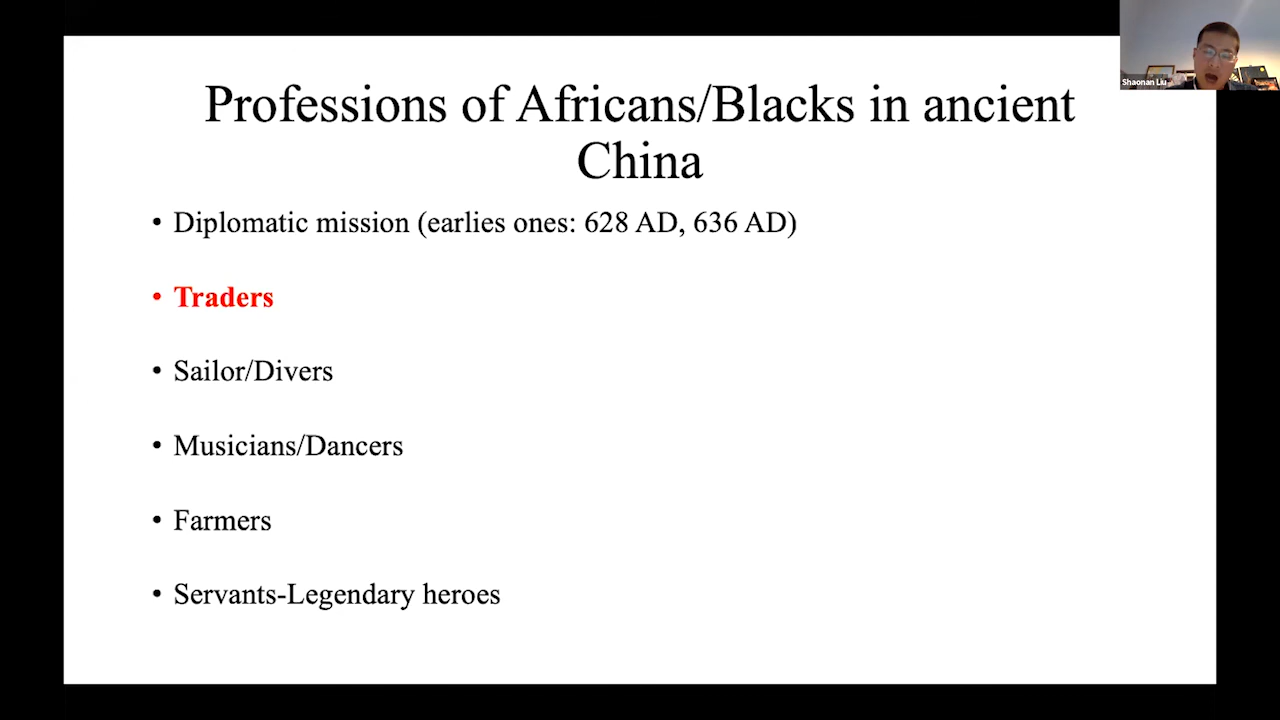 Shaonan Liu
Professions of Africans/Blacks in ancient
China
• Diplomatic mission (earlies ones: 628 AD, 636 AD)
• Traders
• Sailor/Divers
• Musicians/Dancers
• Farmers
• Servants-Legendary heroes